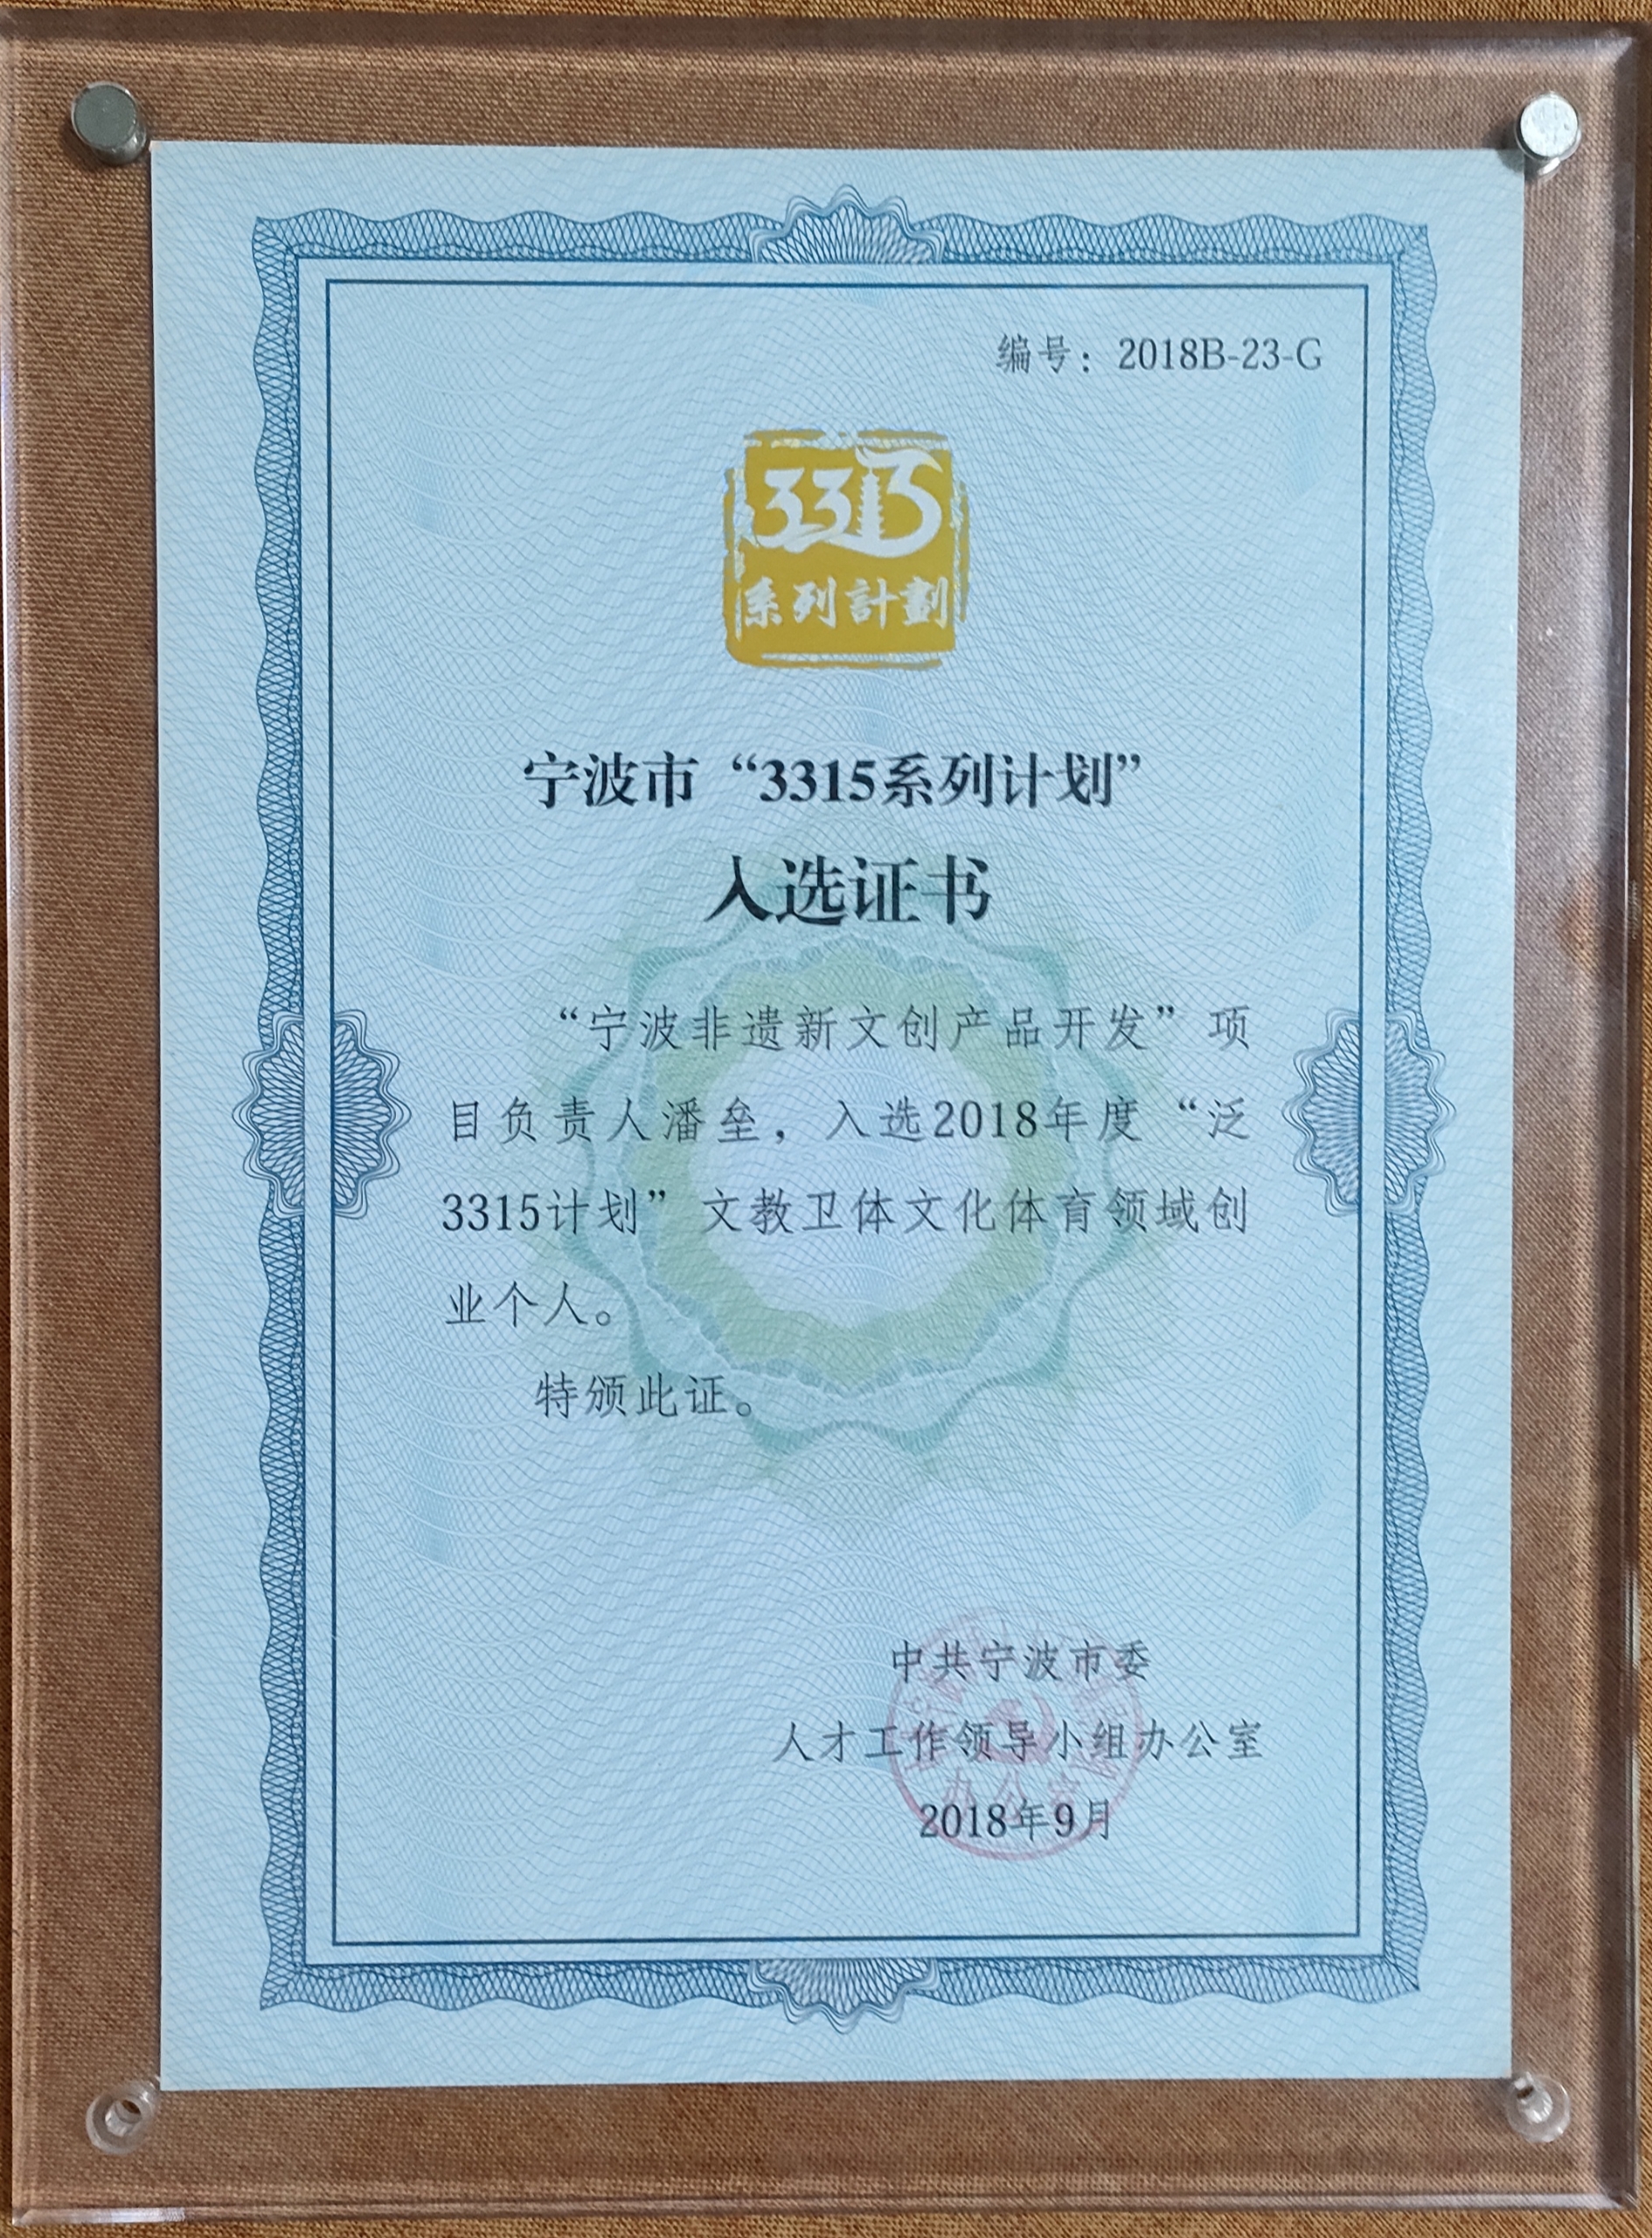 编号：2018B-23-G
3315
系列計劃
宁波市“3315系列计划”
入选证书
“宁波非遗新文创产品开发”项
目负责人潘垒，入选2018年度“泛
3315计划”文教卫体文化体育领域创
业个人。
特颁此证。
中共宁波市委
人才工作领导小组办公室
办公室
2018年9月